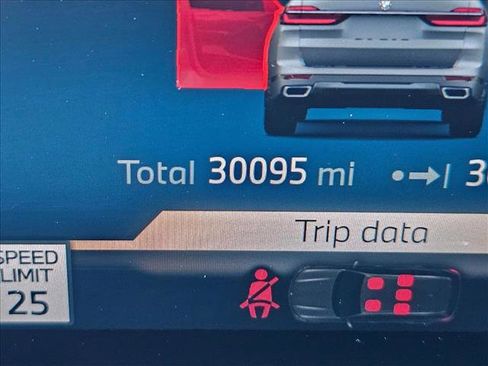 Total 30095 mi
Trip data
SPEED
LIMIT
25